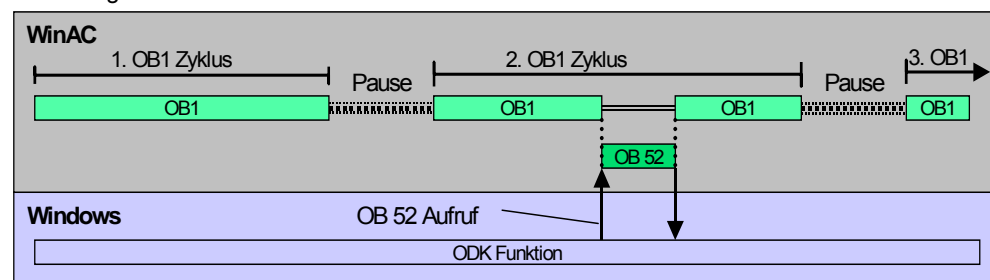 WinAC
1. OB1 Zyklus
Pause
2. OB1 Zyklus
Pause
3. OB1
OB1
OB1
OB1
OB1
OB 52
Windows
OB 52 Aufruf
ODK Funktion